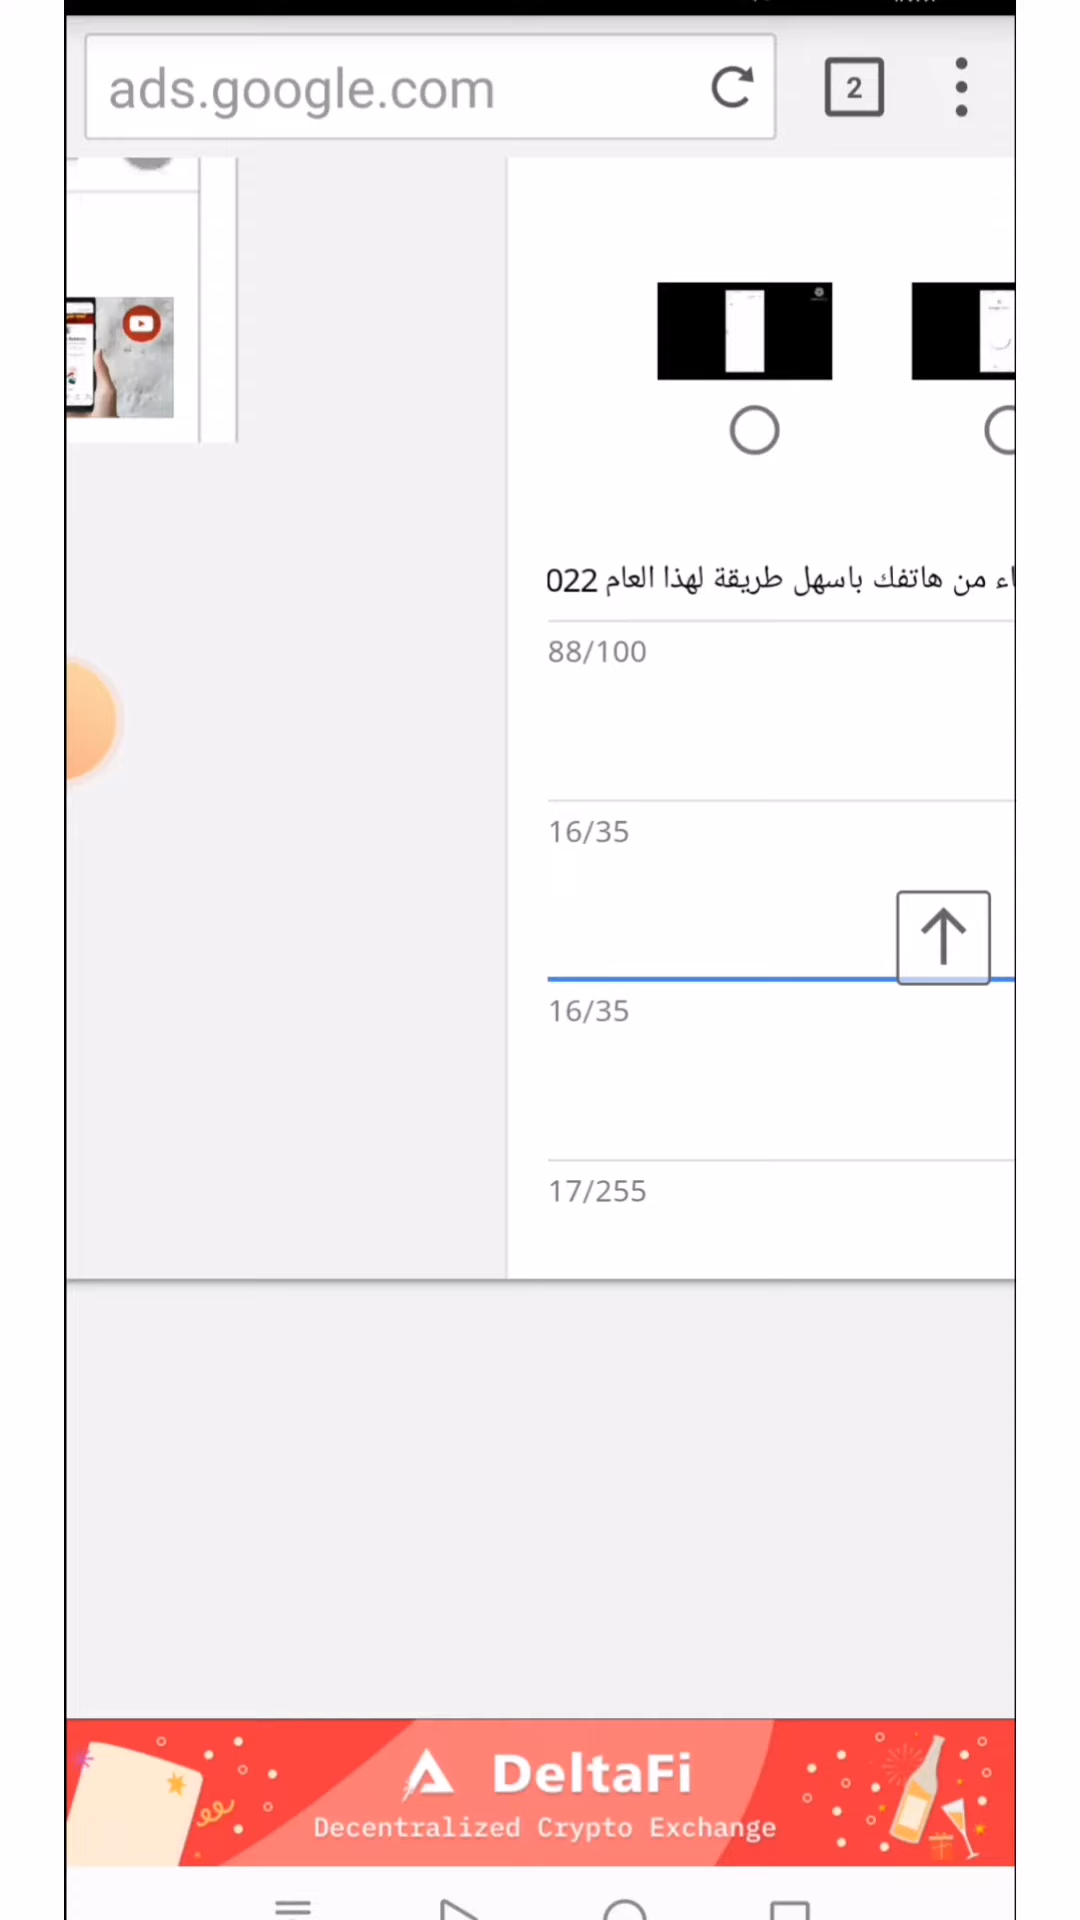 ads.google.com
2
من هاتفك باسهل طريقة لهذا العام 022
88/100
16/35
16/35
17/255
DeltaFi
Decentralized Crypto Exchange